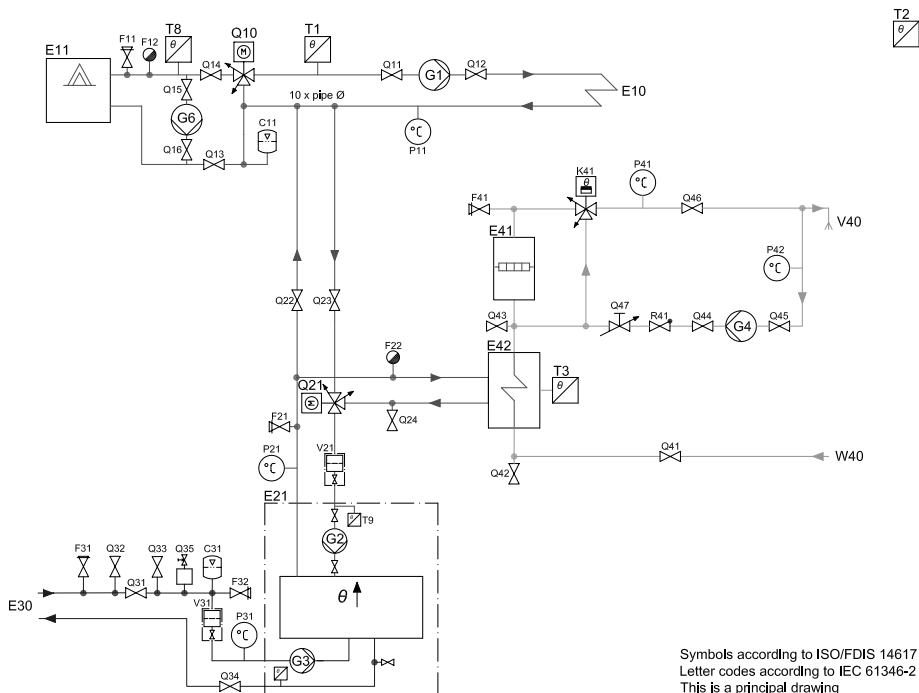 T2
θ
E11
F11
F12
T8
θ
Q10
M
T1
θ
Q14
Q11
G1
Q12
E10
Q15
G6
Q16
Q13
C11
10 x pipe Ø
°C
P11
F41
K41
θ
P41
°C
Q46
V40
E41
P42
°C
Q22
Q23
Q43
Q47
R41
Q44
G4
Q45
F22
E42
T3
θ
Q21
M
Q24
F21
P21
°C
V21
Q42
Q41
W40
E21
θ
T9
G2
F31
Q32
Q33
Q35
C31
Q31
F32
V31
P31
°C
θ
E30
G3
Q34
θ
Symbols according to ISO/FDIS 14617
Letter codes according to IEC 61346-2
This is a principal drawing